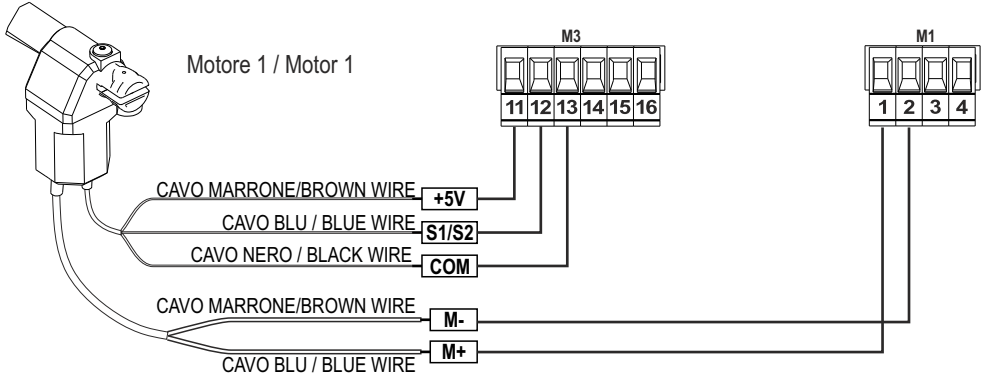 M3
M1
Motore 1 / Motor 1
11 12 13 14 15 16
1 2 3 4
CAVO MARRONE/BROWN WIRE +5V
CAVO BLU / BLUE WIRE S1/S2
CAVO NERO / BLACK WIRE COM
CAVO MARRONE/BROWN WIRE M-
M+
CAVO BLU / BLUE WIRE